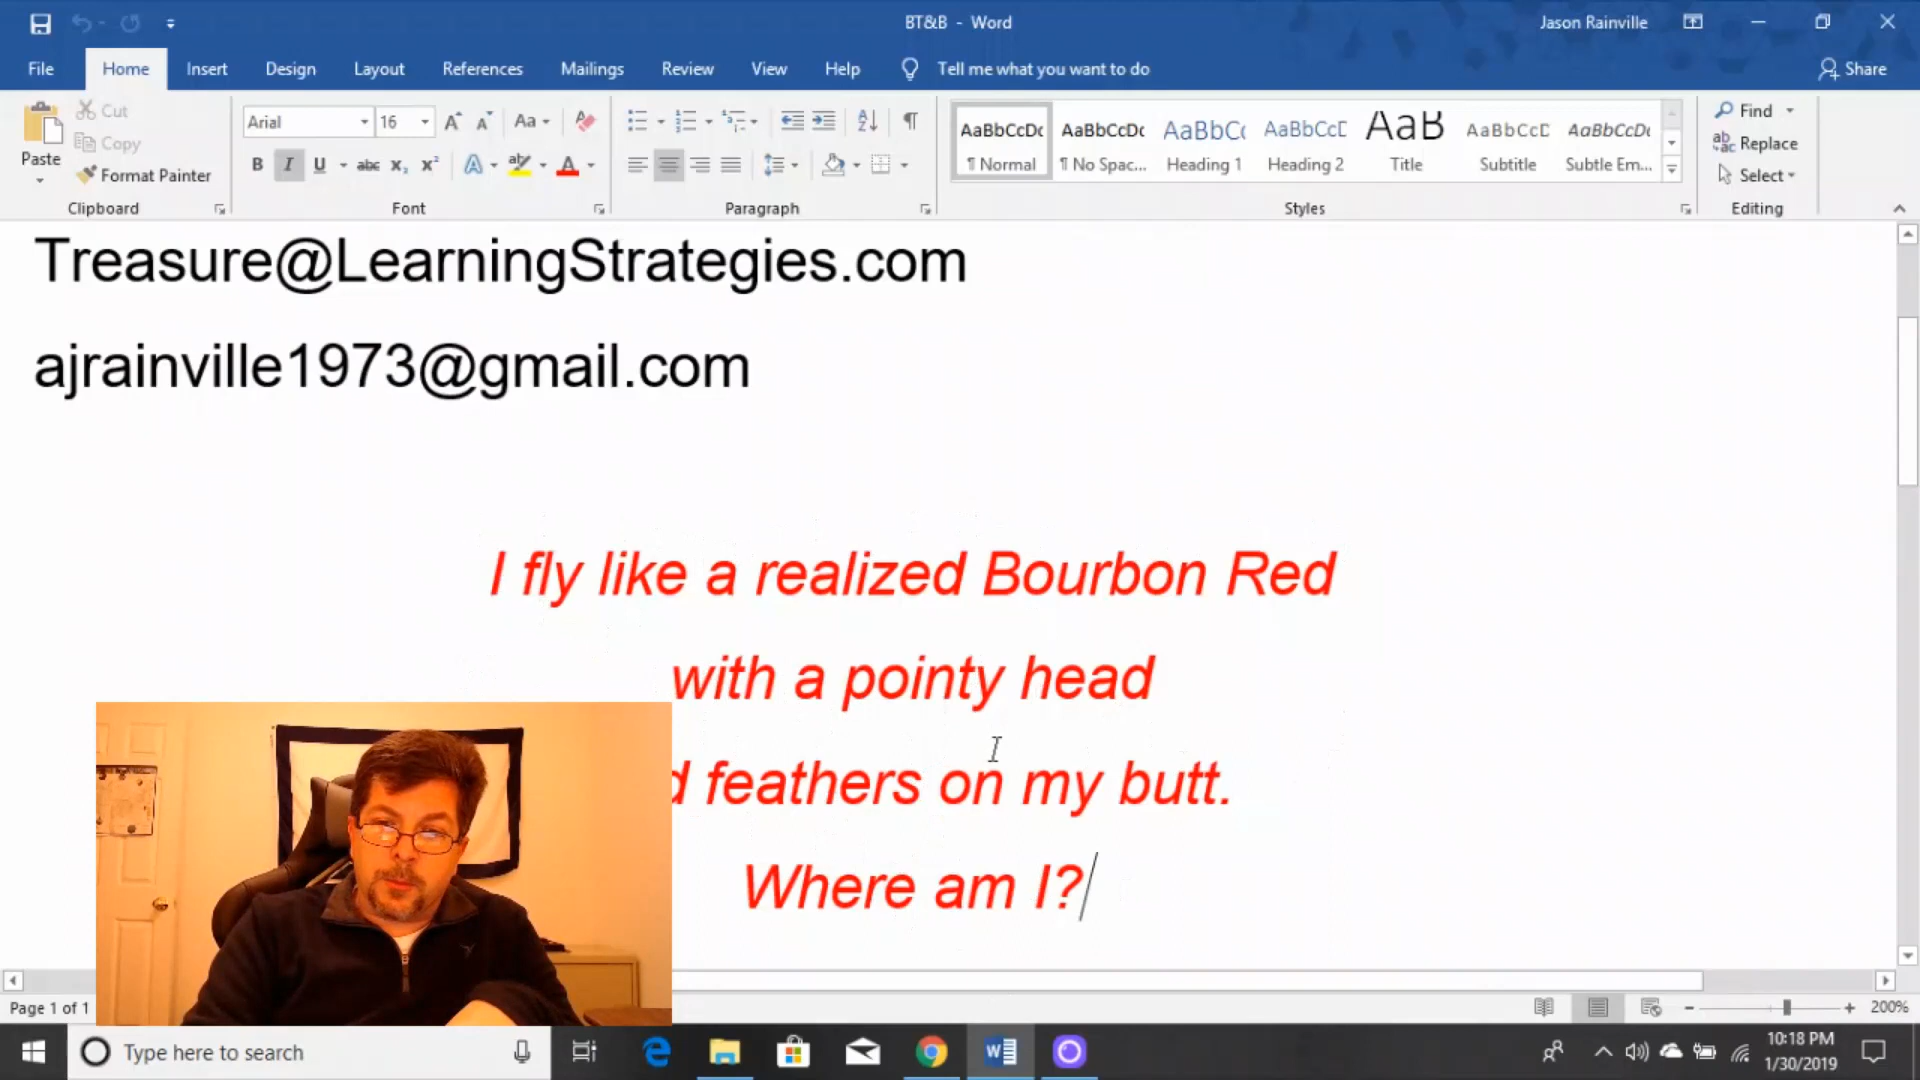 BT&B - Word
Jason Rainville
File Home Insert Design Layout References Mailings Review View Help Tell me what you want to do Share
Paste
Cut
Copy
Format Painter
Clipboard
Arial 16
Font
Paragraph
AaBbCcDc AaBbCcDc AaBbC AaBbCcD AaB AaBbCcD AaBbCcDc
¶ Normal ¶ No Spac... Heading 1 Heading 2 Title Subtitle Subtle Em...
Styles
Find
Replace
Select
Editing
Treasure@LearningStrategies.com
ajrainville1973@gmail.com
I fly like a realized Bourbon Red
with a pointy head
feathers on my butt.
Where am I?
Page 1 of 1
200%
Type here to search
10:18 PM
1/30/2019